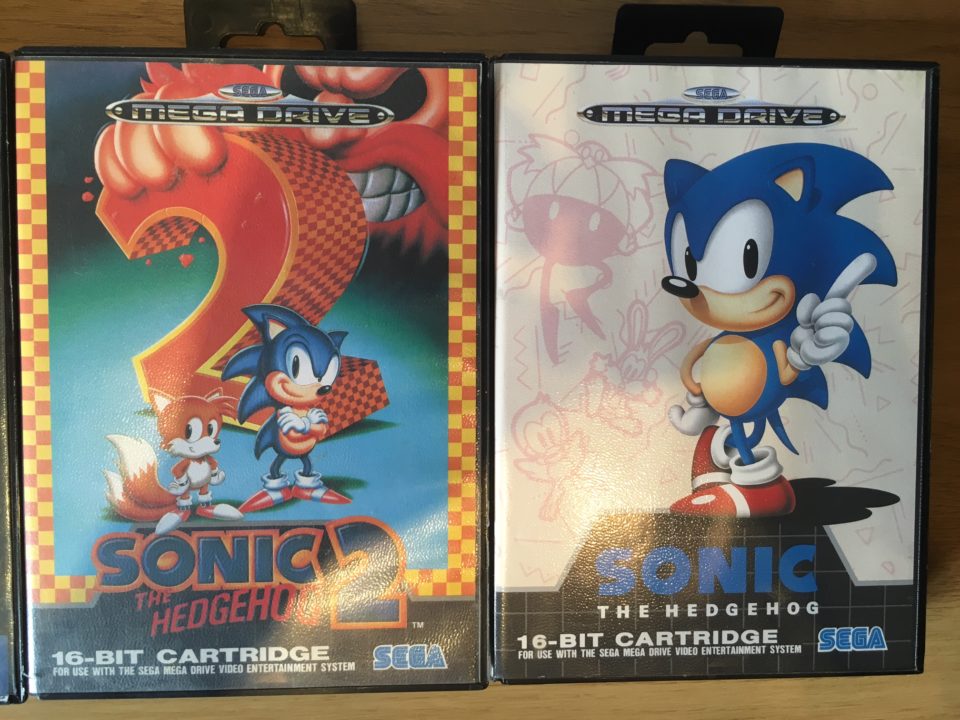 SEGA
MEGA DRIVE
2
SONIC 2
THE
HEDGEHOG
TM
16-BIT CARTRIDGE
FOR USE WITH THE SEGA MEGA DRIVE VIDEO ENTERTAINMENT SYSTEM
SEGA
SEGA
MEGA DRIVE
SONIC
THE HEDGEHOG
16-BIT CARTRIDGE
FOR USE WITH THE SEGA MEGA DRIVE VIDEO ENTERTAINMENT SYSTEM
SEGA